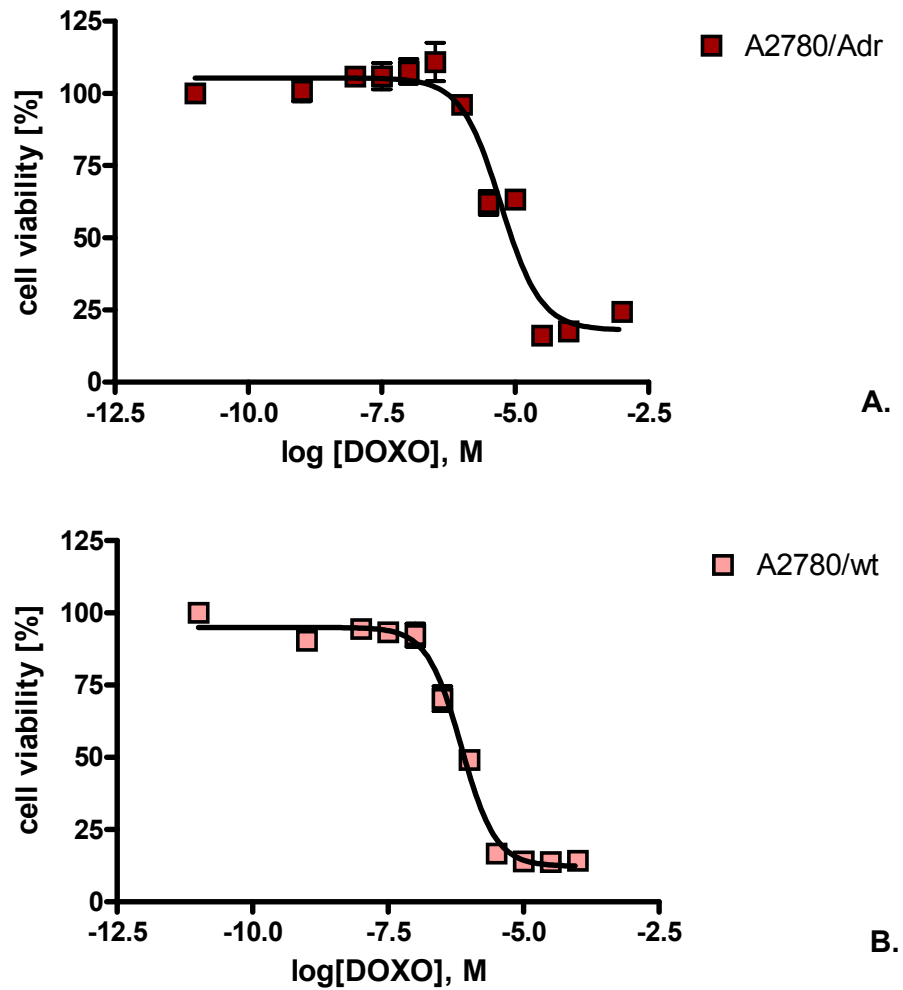 125
100
75
50
25
0
cell viability [%]
-12.5 -10.0 -7.5 -5.0 -2.5
log [DOXO], M
A2780/Adr
A.
125
100
75
50
25
0
cell viability [%]
-12.5 -10.0 -7.5 -5.0 -2.5
log[DOXO], M
A2780/wt
B.